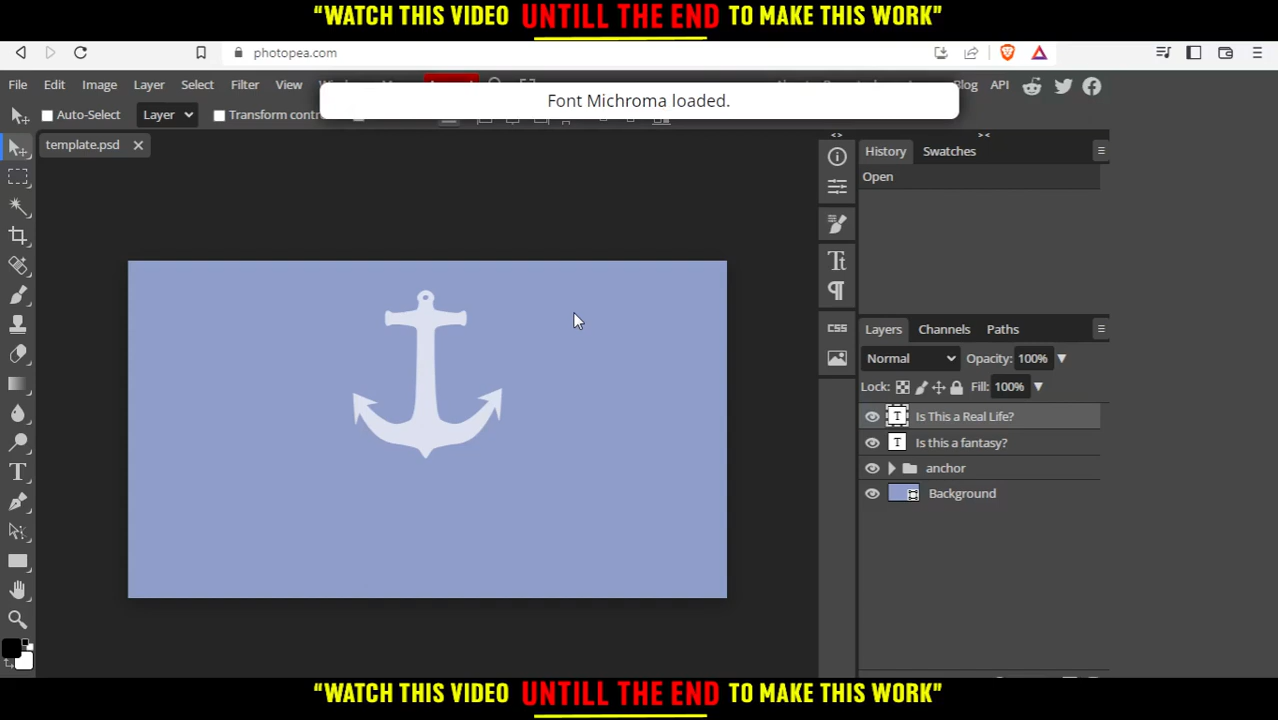 “WATCH THIS VIDEO UNTILL THE END TO MAKE THIS WORK”
photopea.com
File Edit Image Layer Select Filter View Blog API
Font Michroma loaded.
Auto-Select Layer Transform contr
template.psd
History Swatches
Open
Tt
CSS
Layers Channels Paths
Normal Opacity: 100%
Lock: Fill: 100%
T Is This a Real Life?
T Is this a fantasy?
anchor
Background
T
“WATCH THIS VIDEO UNTILL THE END TO MAKE THIS WORK”